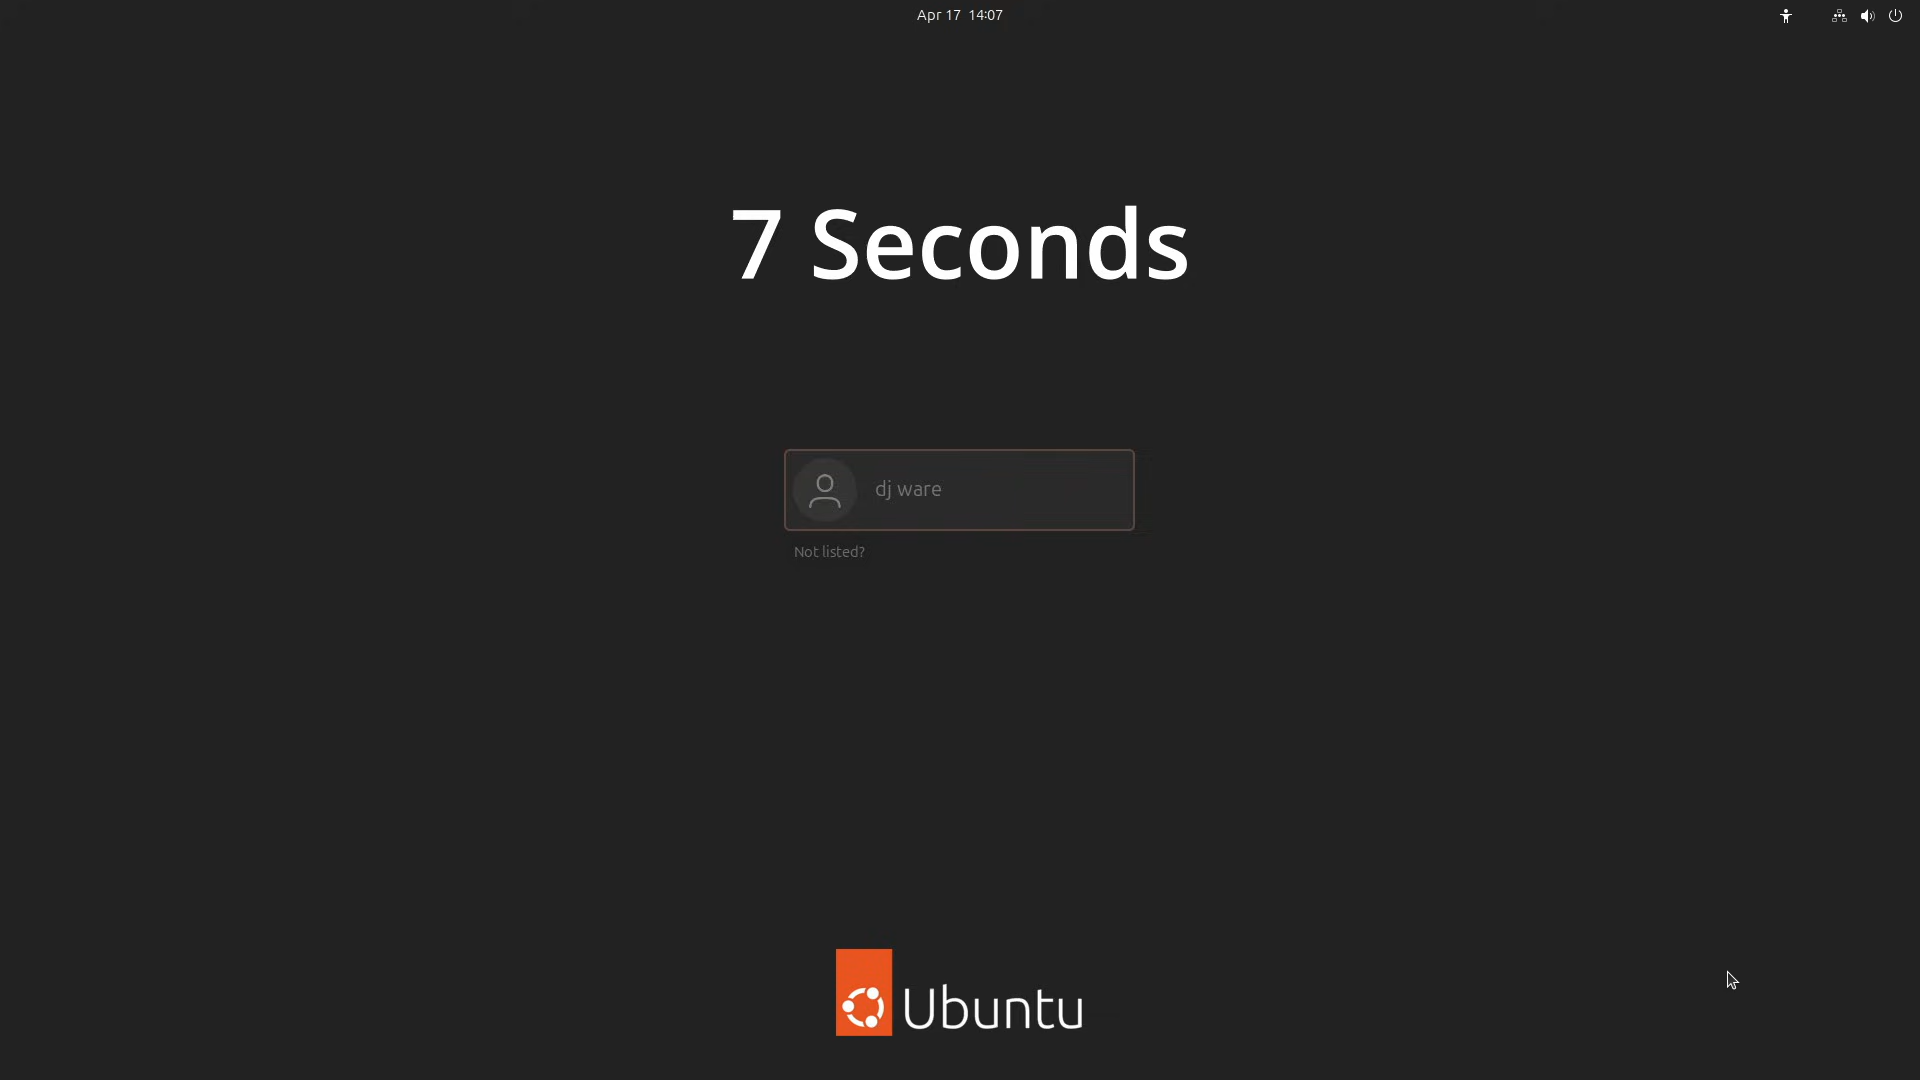 Apr 17 14:07
7 Seconds
dj ware
Not listed?
Ubuntu